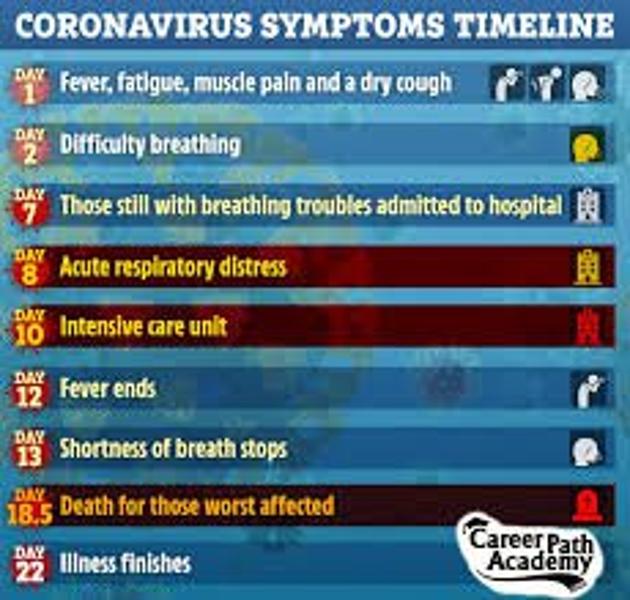 CORONAVIRUS SYMPTOMS TIMELINE
DAY 1 Fever, fatigue, muscle pain and a dry cough
DAY 2 Difficulty breathing
DAY 7 Those still with breathing troubles admitted to hospital
DAY 8 Acute respiratory distress
DAY 10 Intensive care unit
DAY 12 Fever ends
DAY 13 Shortness of breath stops
DAY 18.5 Death for those worst affected
DAY 22 Illness finishes
Career Path
Academy